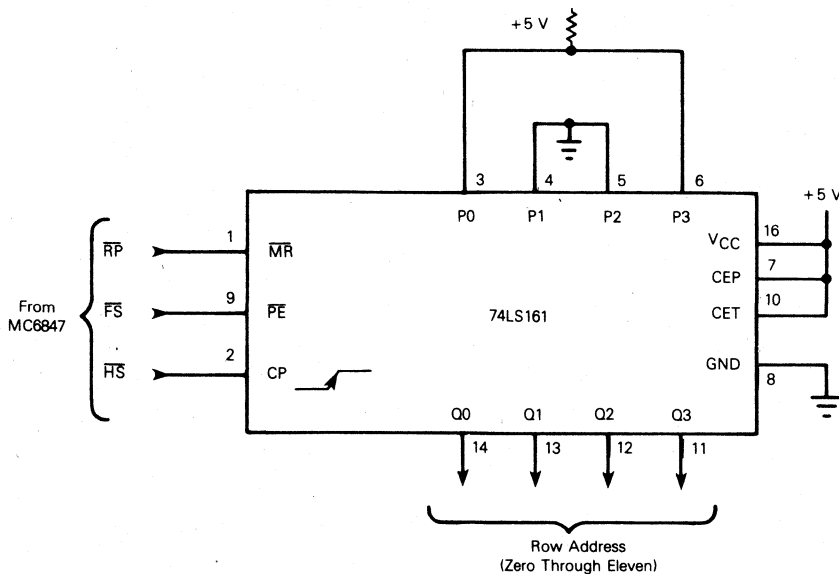 +5 V
3
4
5
6
+5 V
P0
P1
P2
P3
From
MC6847
RP
1
MR
VCC
16
CEP
7
FS
9
PE
74LS161
CET
10
HS
2
CP
GND
8
Q0
Q1
Q2
Q3
14
13
12
11
Row Address
(Zero Through Eleven)